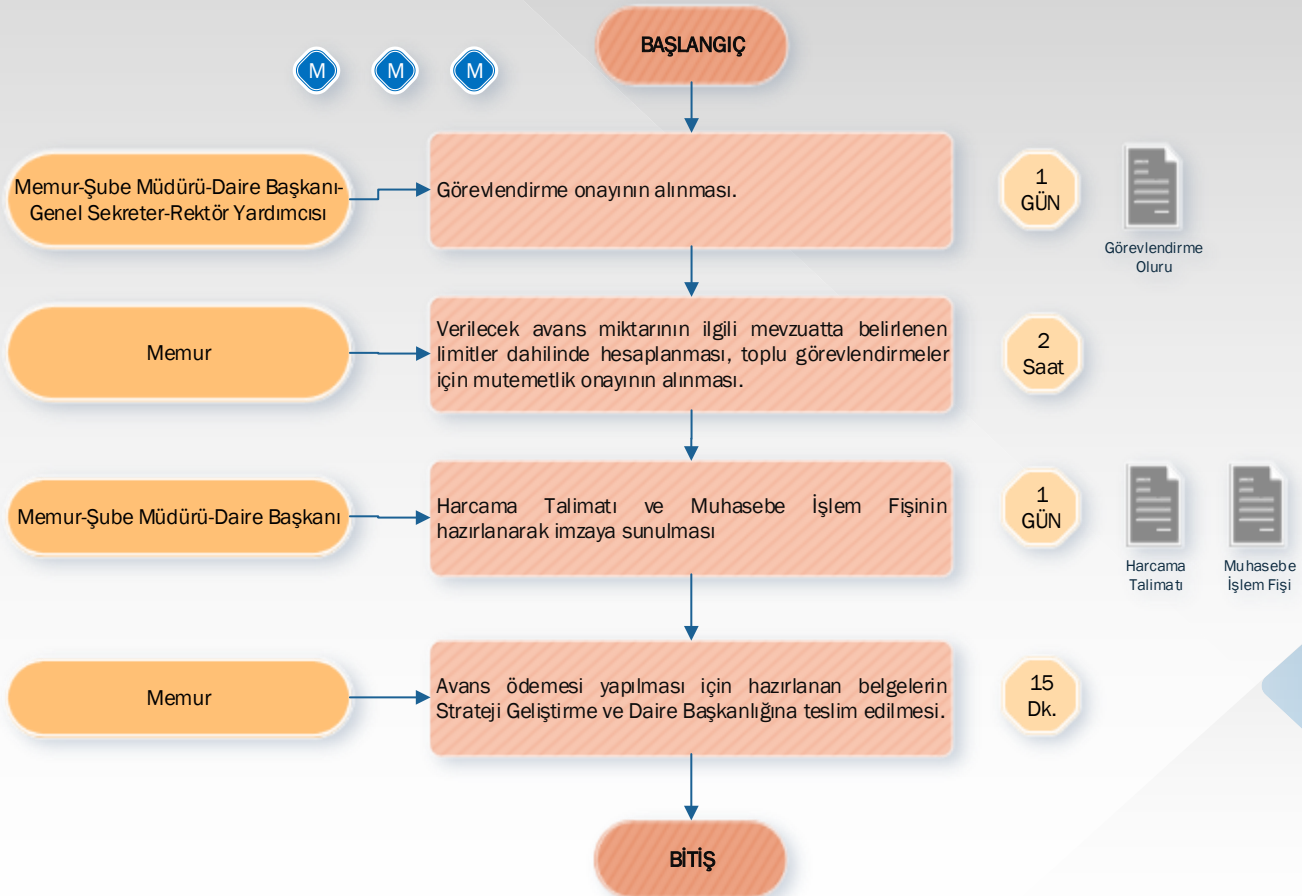 BAŞLANGIÇ
M M M
Memur-Şube Müdürü-Daire Başkanı-
Genel Sekreter-Rektör Yardımcısı
Görevlendirme onayının alınması.
1
GÜN
Görevlendirme
Oluru
Memur
Verilecek avans miktarının ilgili mevzuatta belirlenen
limitler dahilinde hesaplanması, toplu görevlendirmeler
için mutemetlik onayının alınması.
2
Saat
Memur-Şube Müdürü-Daire Başkanı
Harcama Talimatı ve Muhasebe İşlem Fişinin
hazırlanarak imzaya sunulması
1
GÜN
Harcama
Talimatı
Muhasebe
İşlem Fişi
Memur
Avans ödemesi yapılması için hazırlanan belgelerin
Strateji Geliştirme ve Daire Başkanlığına teslim edilmesi.
15
Dk.
BİTİŞ